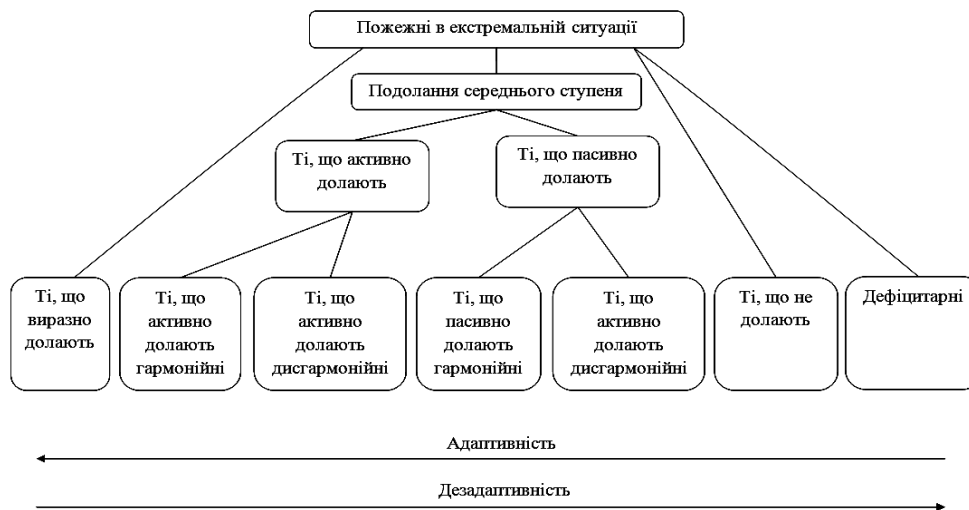 Пожежні в екстремальній ситуації
Подолання середнього ступеня
Ті, що активно
долають
Ті, що пасивно
долають
Ті, що
виразно
долають
Ті, що
активно
долають
гармонійні
Ті, що
активно
долають
дисгармонійні
Ті, що
пасивно
долають
гармонійні
Ті, що
активно
долають
дисгармонійні
Ті, що не
долають
Дефіцитарні
Адаптивність
Дезадаптивність